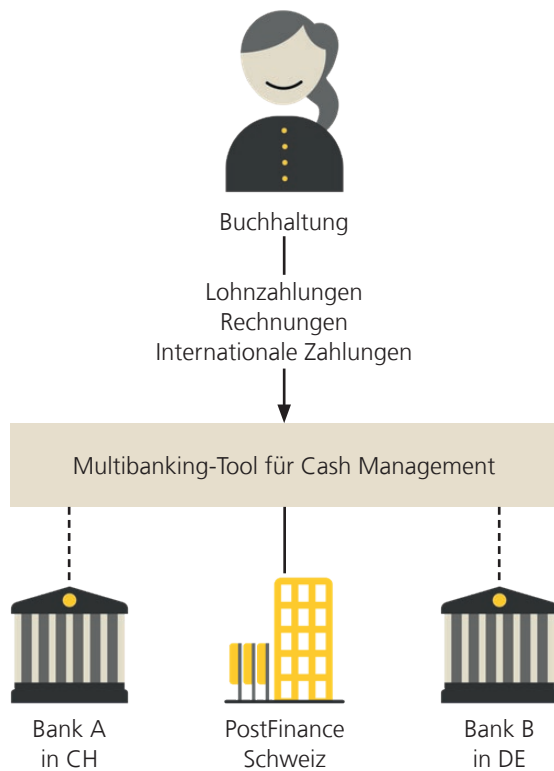 Buchhaltung
Lohnzahlungen
Rechnungen
Internationale Zahlungen
Multibanking-Tool für Cash Management
Bank A
in CH
PostFinance
Schweiz
Bank B
in DE